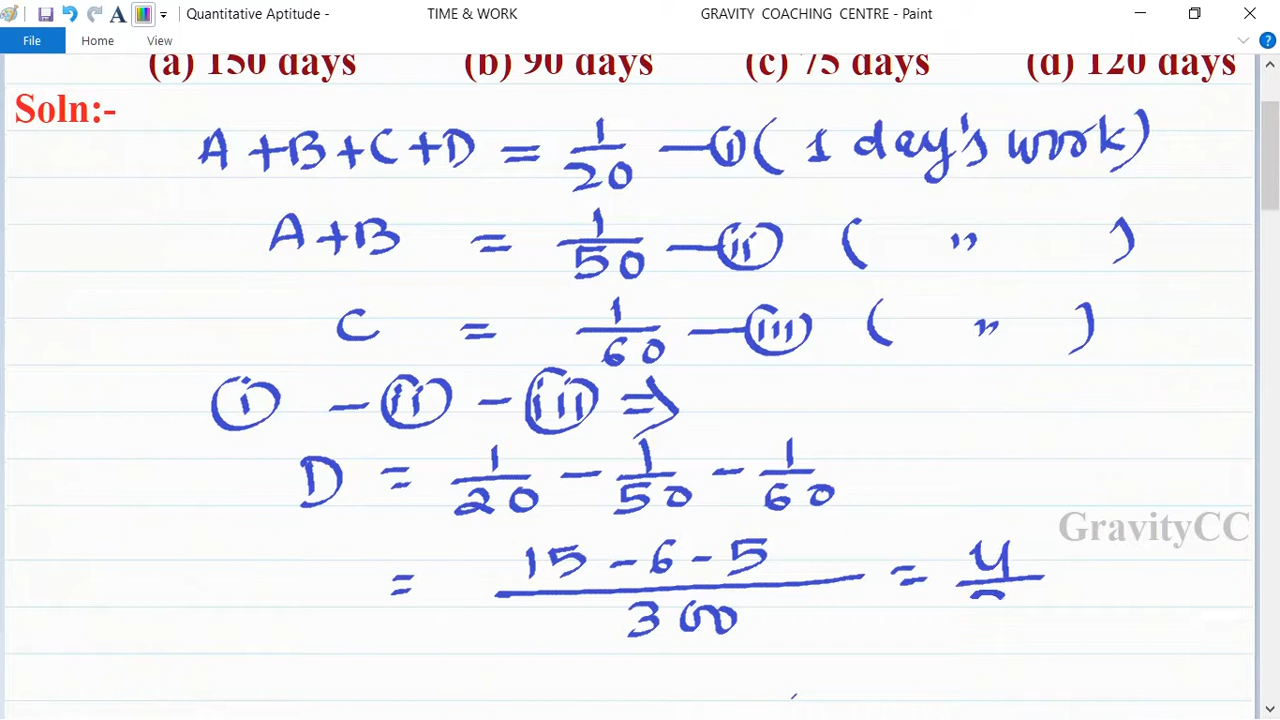 Quantitative Aptitude - TIME & WORK GRAVITY COACHING CENTRE - Paint
File Home View
(a) 150 days (b) 90 days (c) 75 days (d) 120 days
Soln:-
A+B+C+D = 1/20 —(i) ( 1 day's work)
A+B = 1/50 —(ii) ( " )
C = 1/60 —(iii) ( " )
(i) - (ii) - (iii) ⇒
D = 1/20 - 1/50 - 1/60
GravityCC
= 15-6-5/300 = 4/